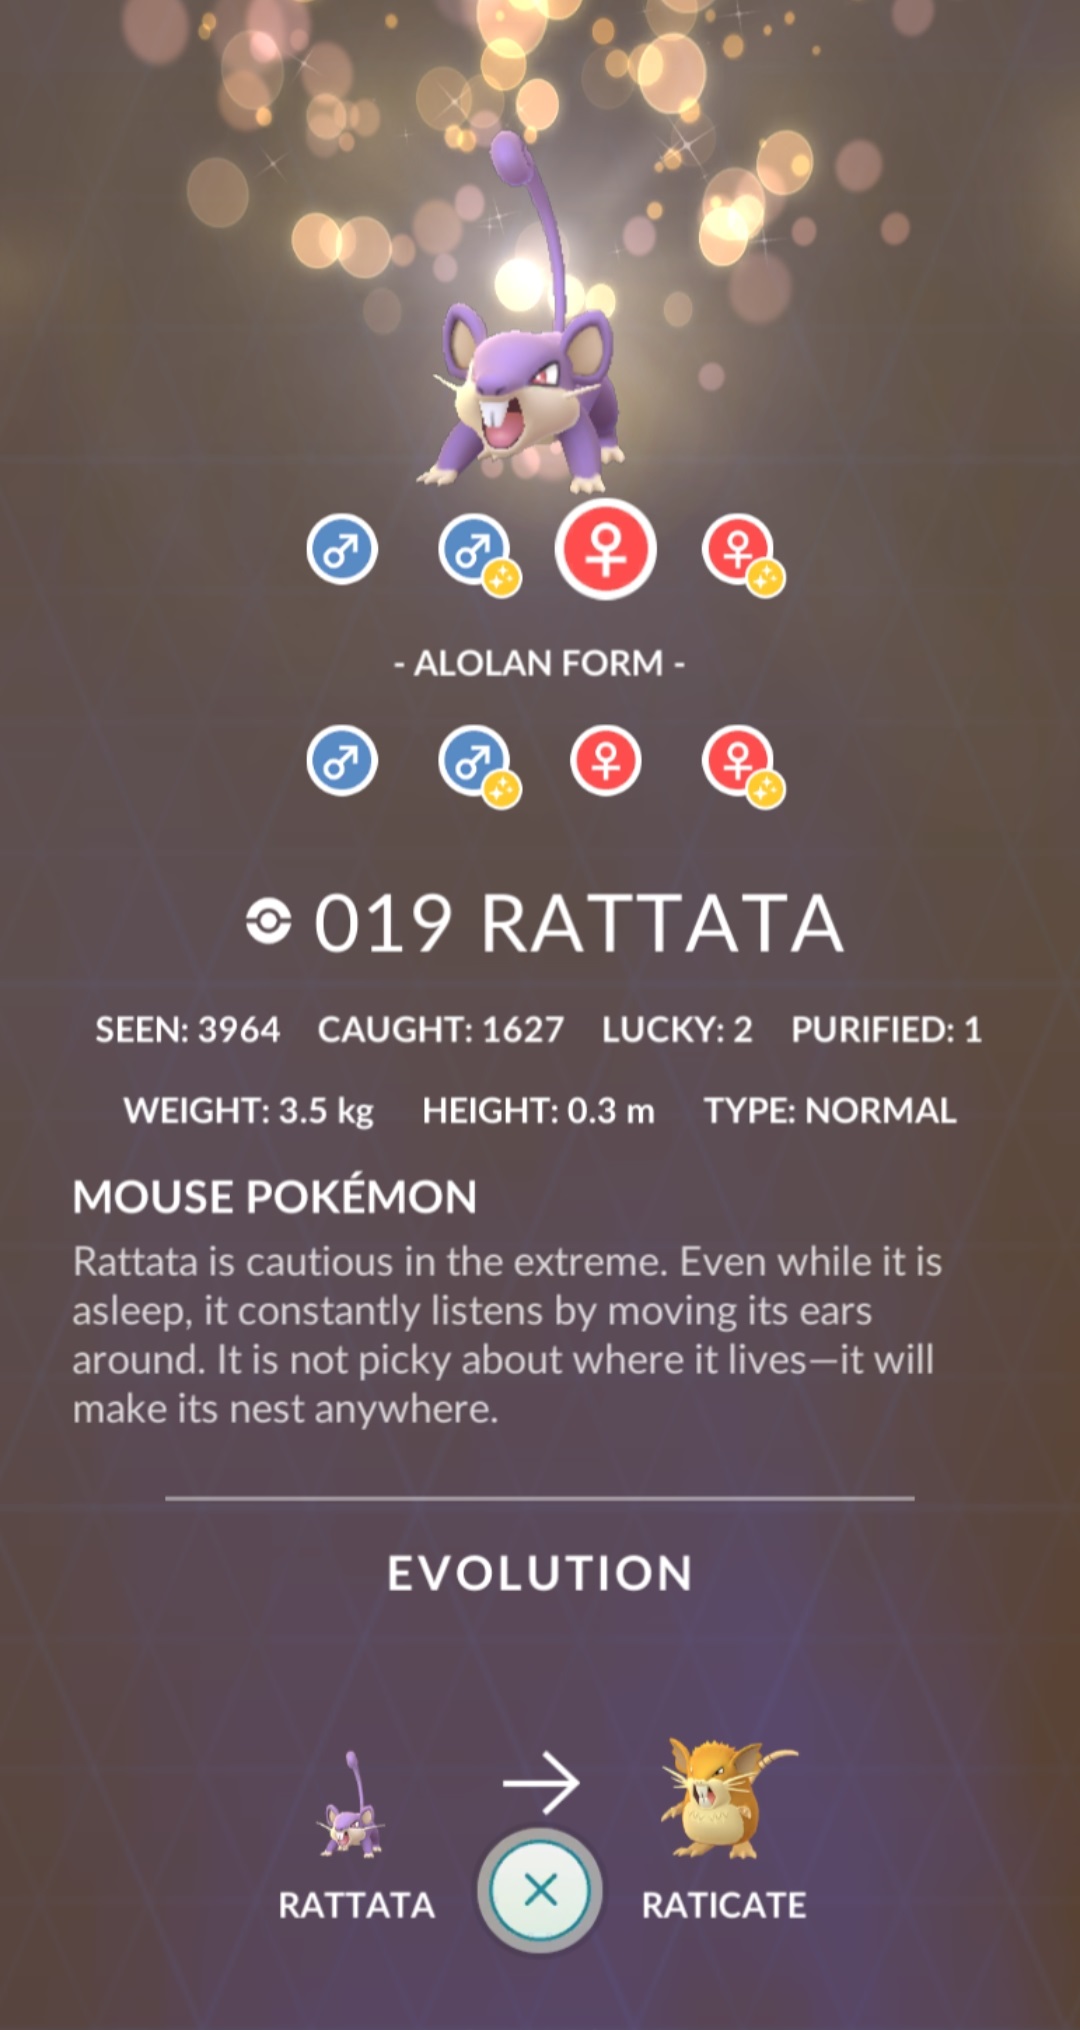 - ALOLAN FORM -
019 RATTATA
SEEN: 3964 CAUGHT: 1627 LUCKY: 2 PURIFIED: 1
WEIGHT: 3.5 kg HEIGHT: 0.3 m TYPE: NORMAL
MOUSE POKÉMON
Rattata is cautious in the extreme. Even while it is
asleep, it constantly listens by moving its ears
around. It is not picky about where it lives—it will
make its nest anywhere.
EVOLUTION
RATTATA RATICATE